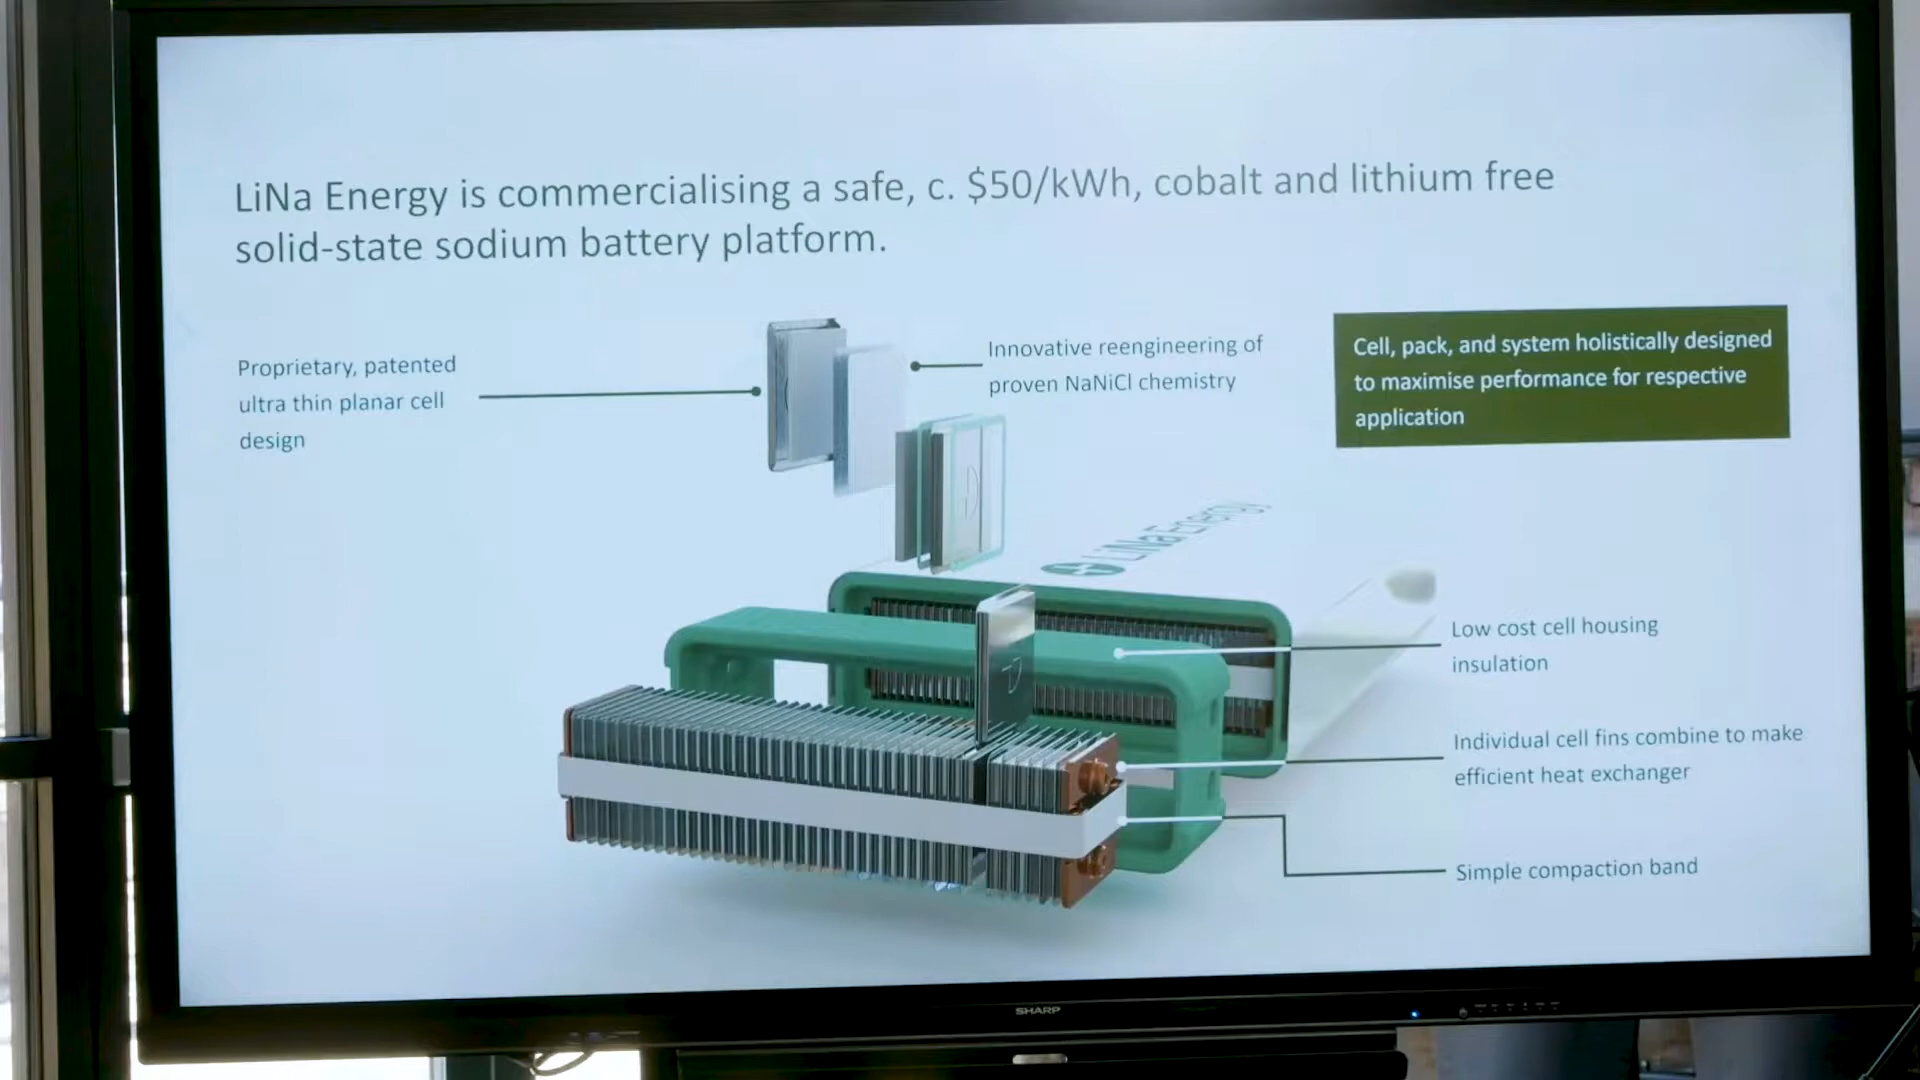 LiNa Energy is commercialising a safe, c. $50/kWh, cobalt and lithium free
solid-state sodium battery platform.
Proprietary, patented
ultra thin planar cell
design
Innovative reengineering of
proven NaNiCl chemistry
Cell, pack, and system holistically designed
to maximise performance for respective
application
LiNaEnergy
Low cost cell housing
insulation
Individual cell fins combine to make
efficient heat exchanger
Simple compaction band
SHARP